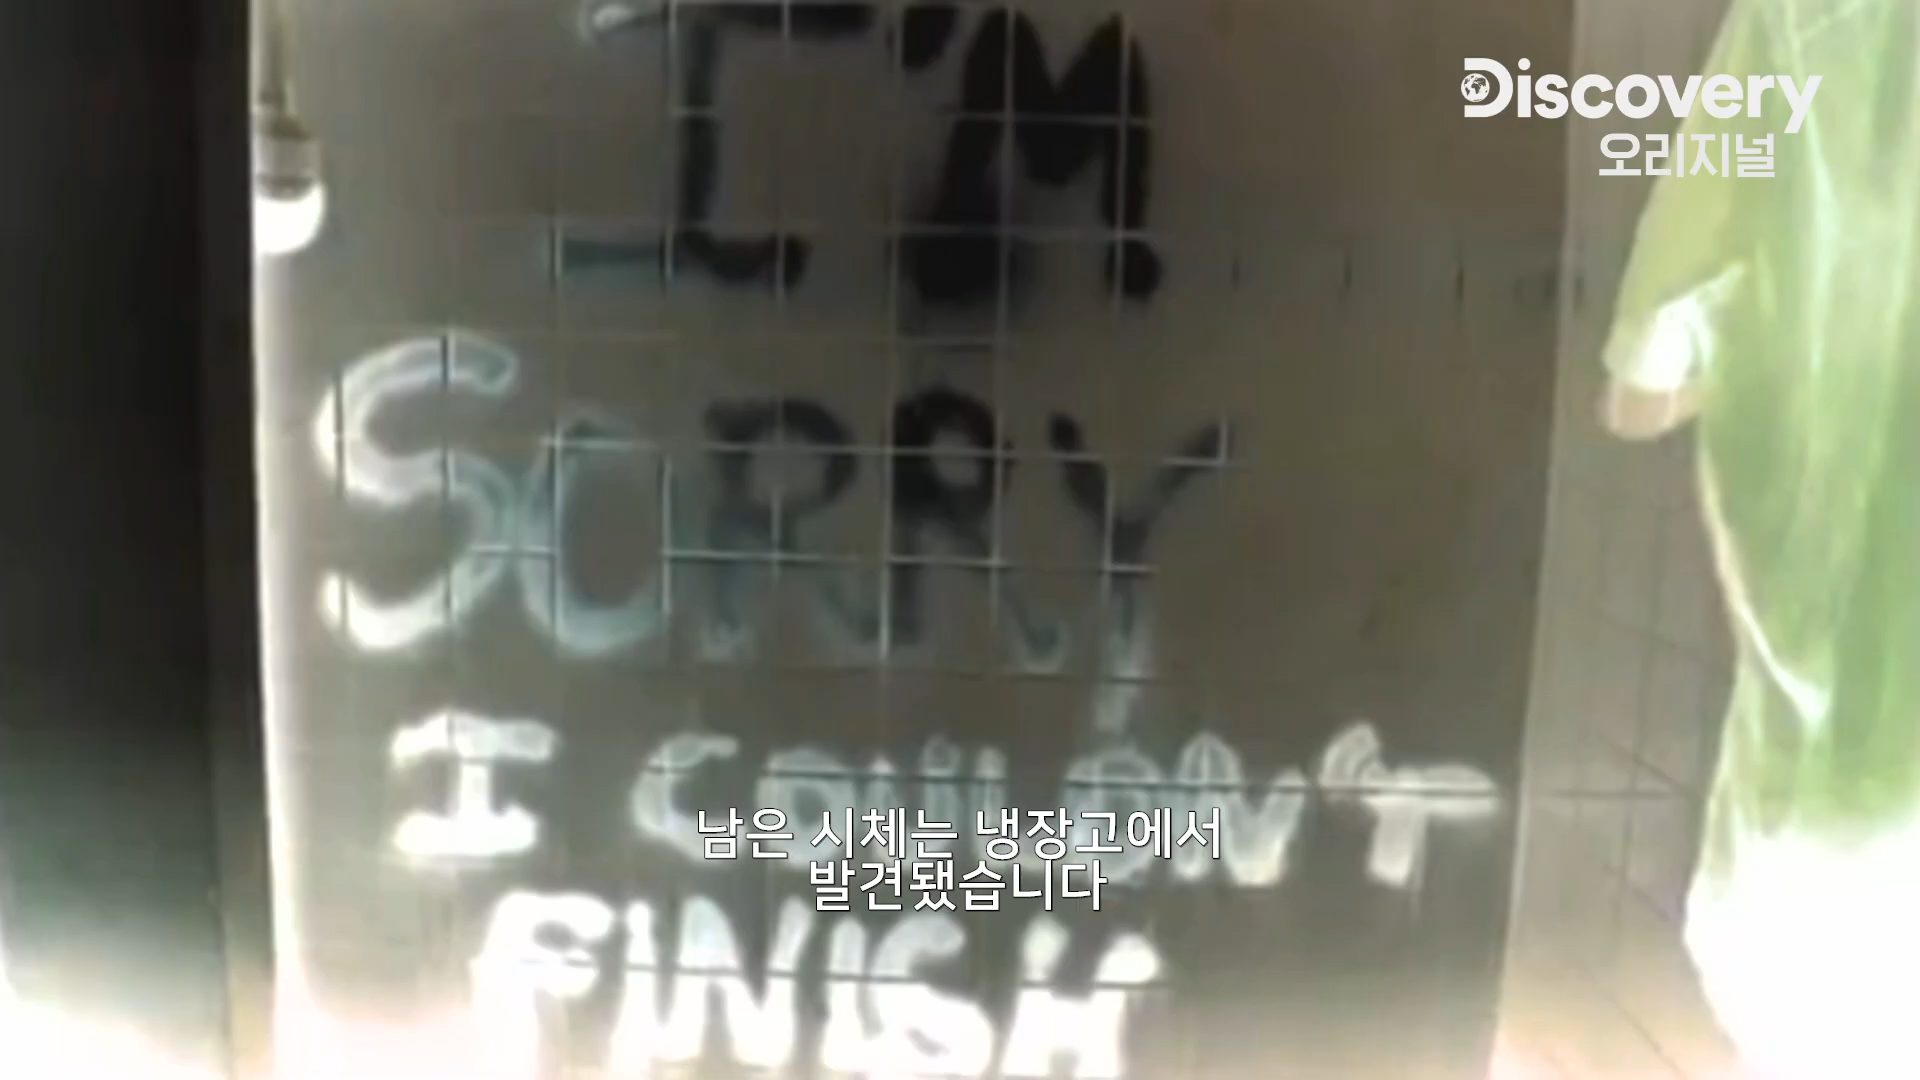 I'M
Discovery
오리지널
SORRY
I COULDN'T
남은 시체는 냉장고에서
발견됐습니다
FINISH